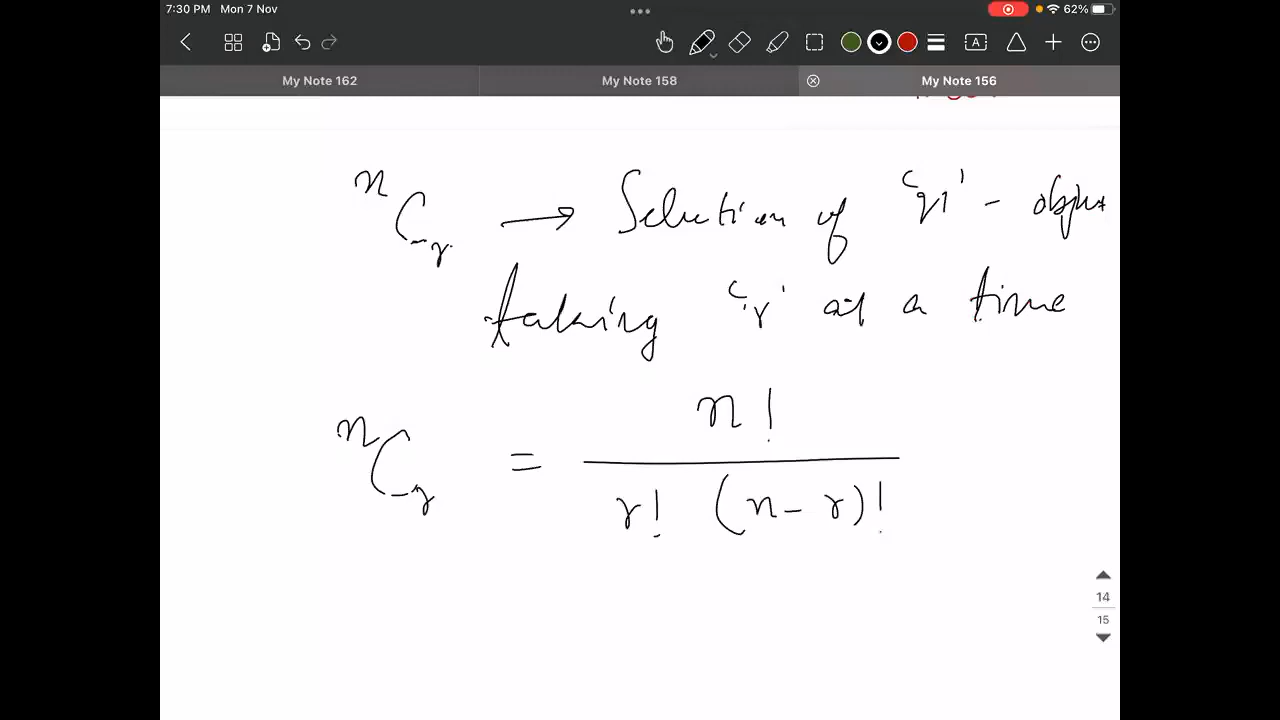 7:30 PM Mon 7 Nov
62%
My Note 162 My Note 158 My Note 156
ⁿCᵣ → Selection of 'n' - object
taking 'r' at a time
ⁿCᵣ = n! / r! (n-r)!
14
15